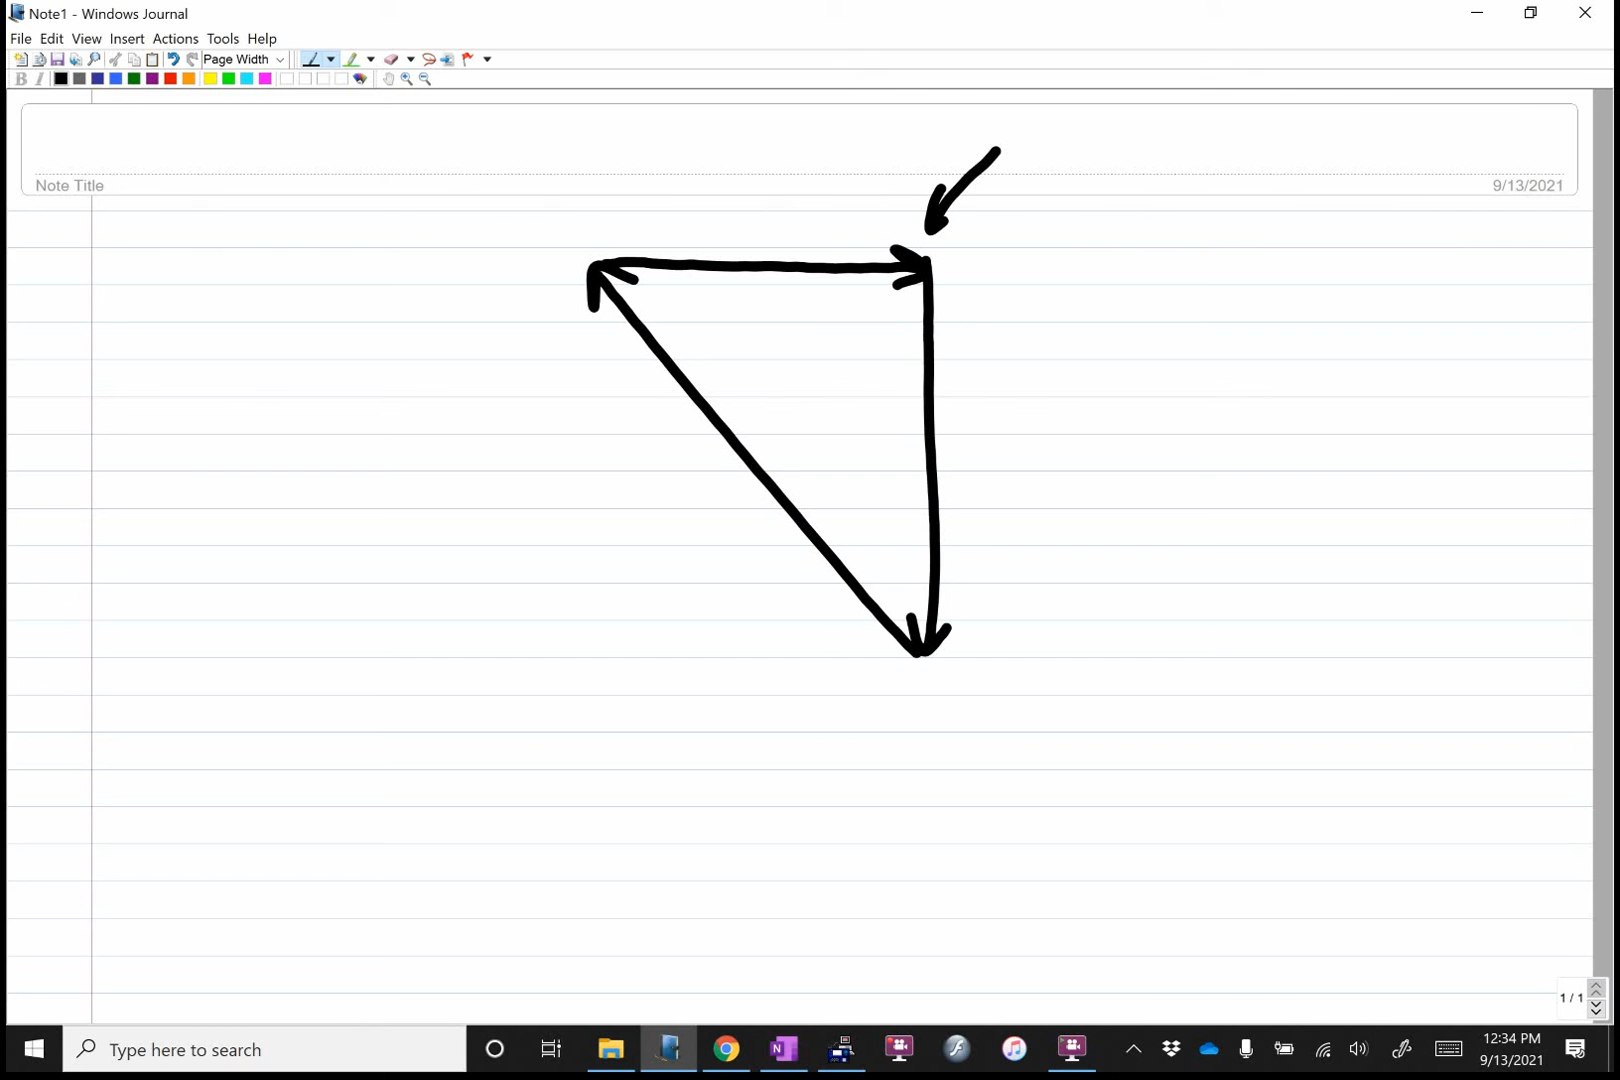 Note1 - Windows Journal
File Edit View Insert Actions Tools Help
Page Width
B I
Note Title
9/13/2021
1 / 1
Type here to search
N
12:34 PM
9/13/2021